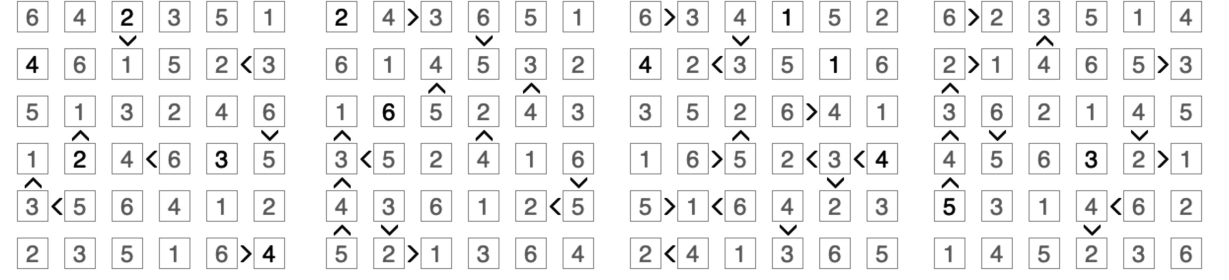 6 4 2 3 5 1 2 4 > 3 6 5 1 6 > 3 4 1 5 2 6 > 2 3 5 1 4
∨ ∨ ∨ ∧
4 6 1 5 2 < 3 6 1 4 5 3 2 4 2 < 3 5 1 6 2 > 1 4 6 5 > 3
∧ ∧ ∧
5 1 3 2 4 6 1 6 5 2 4 3 3 5 2 6 > 4 1 3 6 2 1 4 5
∧ ∨ ∧ ∧ ∧ ∧ ∨ ∨
1 2 4 < 6 3 5 3 < 5 2 4 1 6 1 6 > 5 2 < 3 < 4 4 5 6 3 2 > 1
∧ ∧ ∨ ∨ ∧
3 < 5 6 4 1 2 4 3 6 1 2 < 5 5 > 1 < 6 4 2 3 5 3 1 4 < 6 2
∧ ∨ ∨ ∨
2 3 5 1 6 > 4 5 2 > 1 3 6 4 2 < 4 1 3 6 5 1 4 5 2 3 6